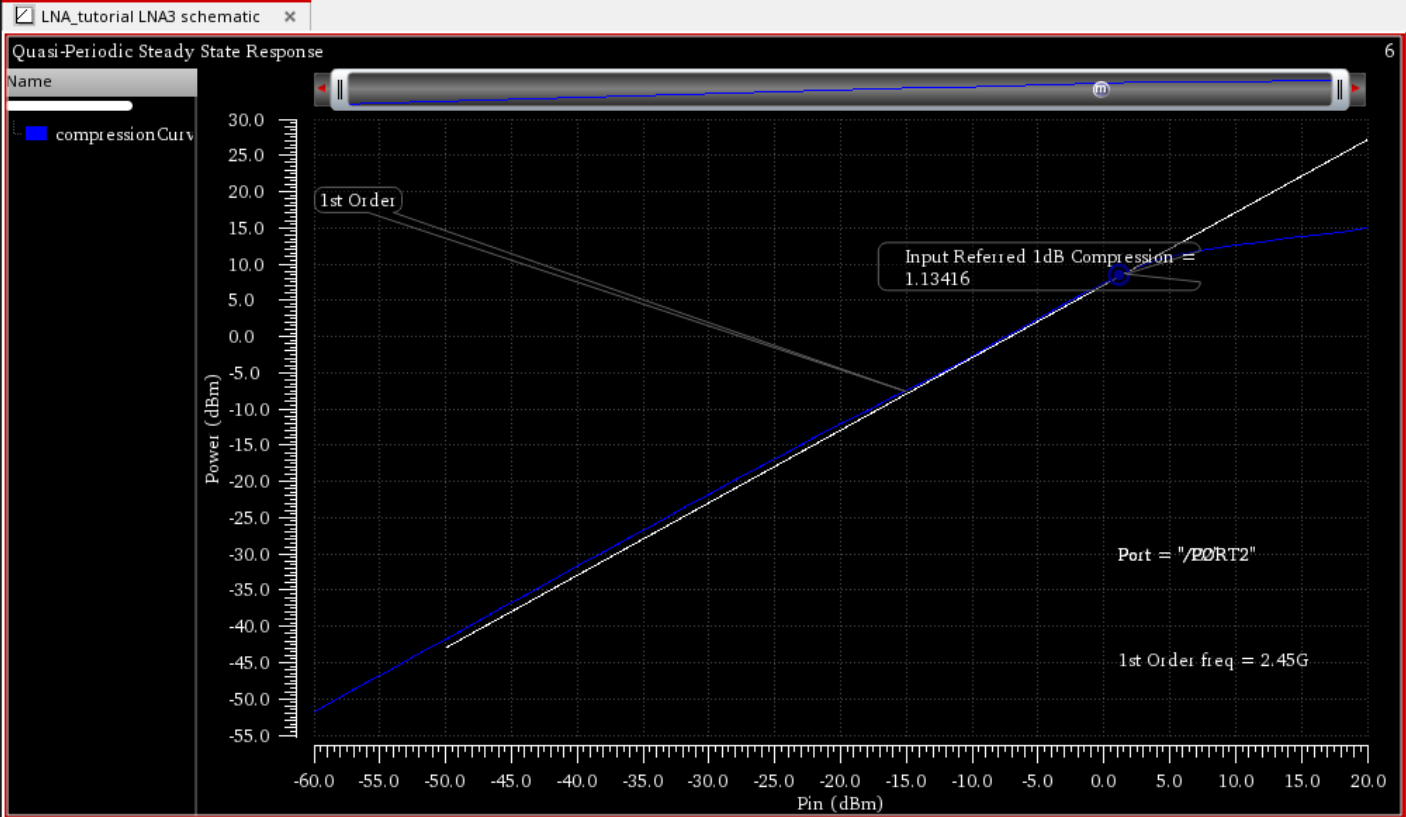 LNA_tutorial LNA3 schematic
Quasi-Periodic Steady State Response
6
Name
compressionCurv
m
30.0
25.0
20.0
15.0
10.0
5.0
0.0
-5.0
-10.0
-15.0
-20.0
-25.0
-30.0
-35.0
-40.0
-45.0
-50.0
-55.0
Power (dBm)
1st Order
Input Referred 1dB Compression =
1.13416
Port =
1st Order freq = 2.45G
-60.0 -55.0 -50.0 -45.0 -40.0 -35.0 -30.0 -25.0 -20.0 -15.0 -10.0 -5.0 0.0 5.0 10.0 15.0 20.0
Pin (dBm)